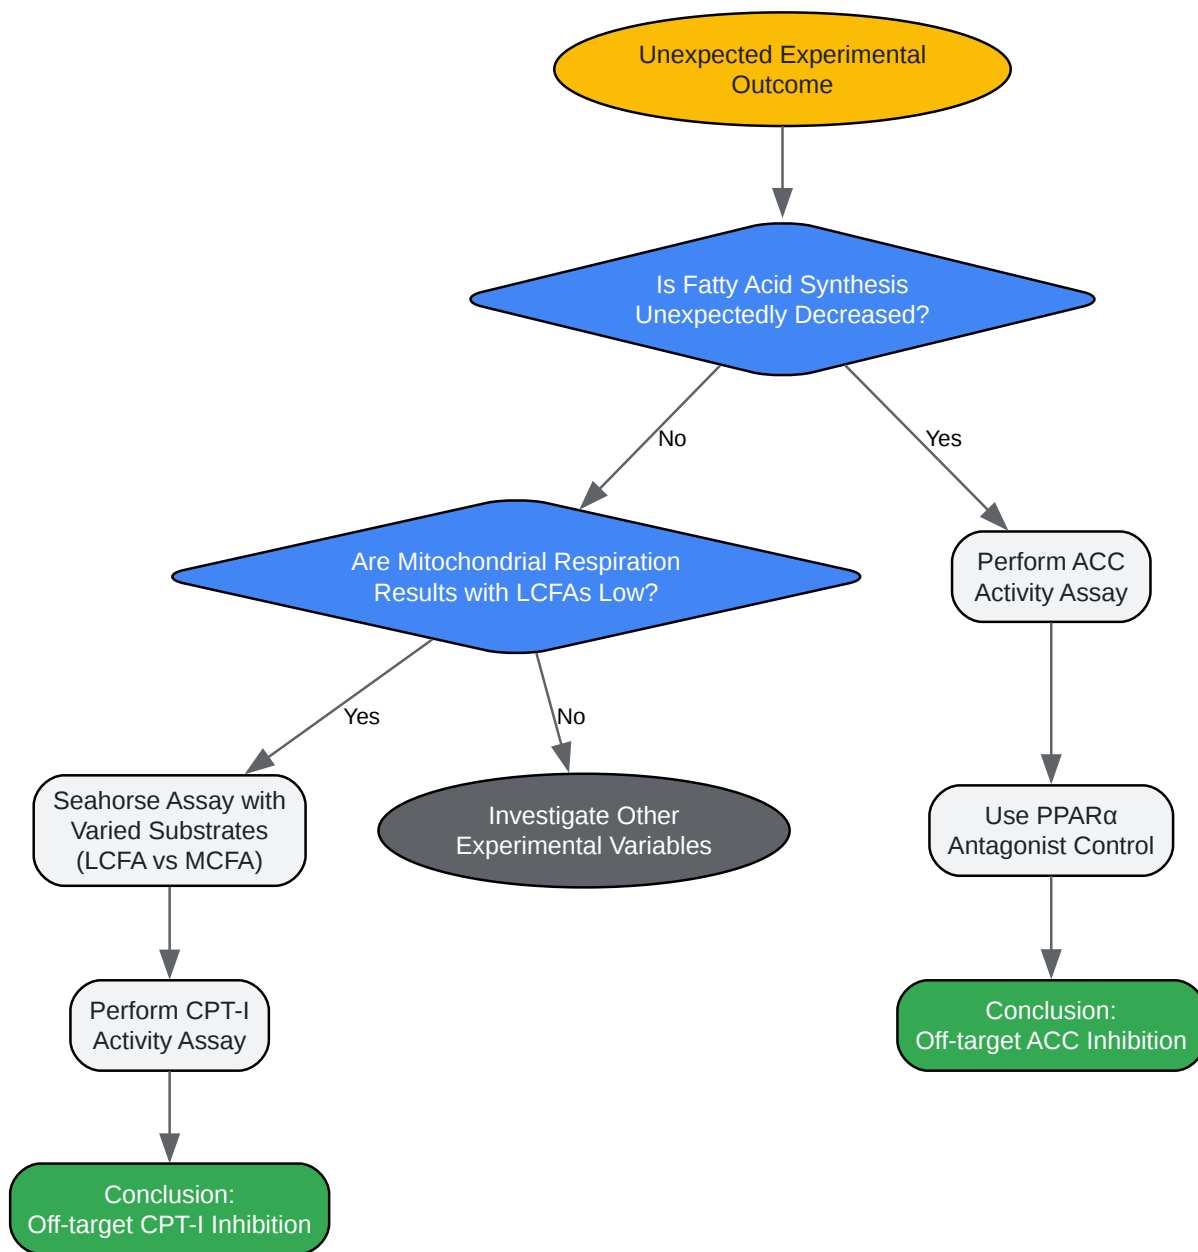 Unexpected Experimental
Outcome
Is Fatty Acid Synthesis
Unexpectedly Decreased?
No
Yes
Are Mitochondrial Respiration
Results with LCFAs Low?
Perform ACC
Activity Assay
Yes
No
Seahorse Assay with
Varied Substrates
(LCFA vs MCFA)
Investigate Other
Experimental Variables
Use PPARα
Antagonist Control
Perform CPT-I
Activity Assay
Conclusion:
Off-target ACC Inhibition
Conclusion:
Off-target CPT-I Inhibition